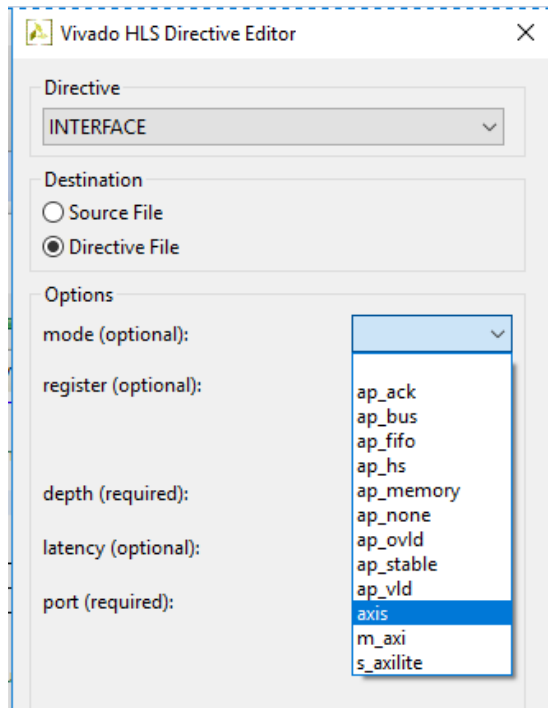 Vivado HLS Directive Editor
Directive
INTERFACE
Destination
Source File
Directive File
Options
mode (optional):
register (optional):
depth (required):
latency (optional):
port (required):
ap_ack
ap_bus
ap_fifo
ap_hs
ap_memory
ap_none
ap_ovld
ap_stable
ap_vld
axis
m_axi
s_axilite